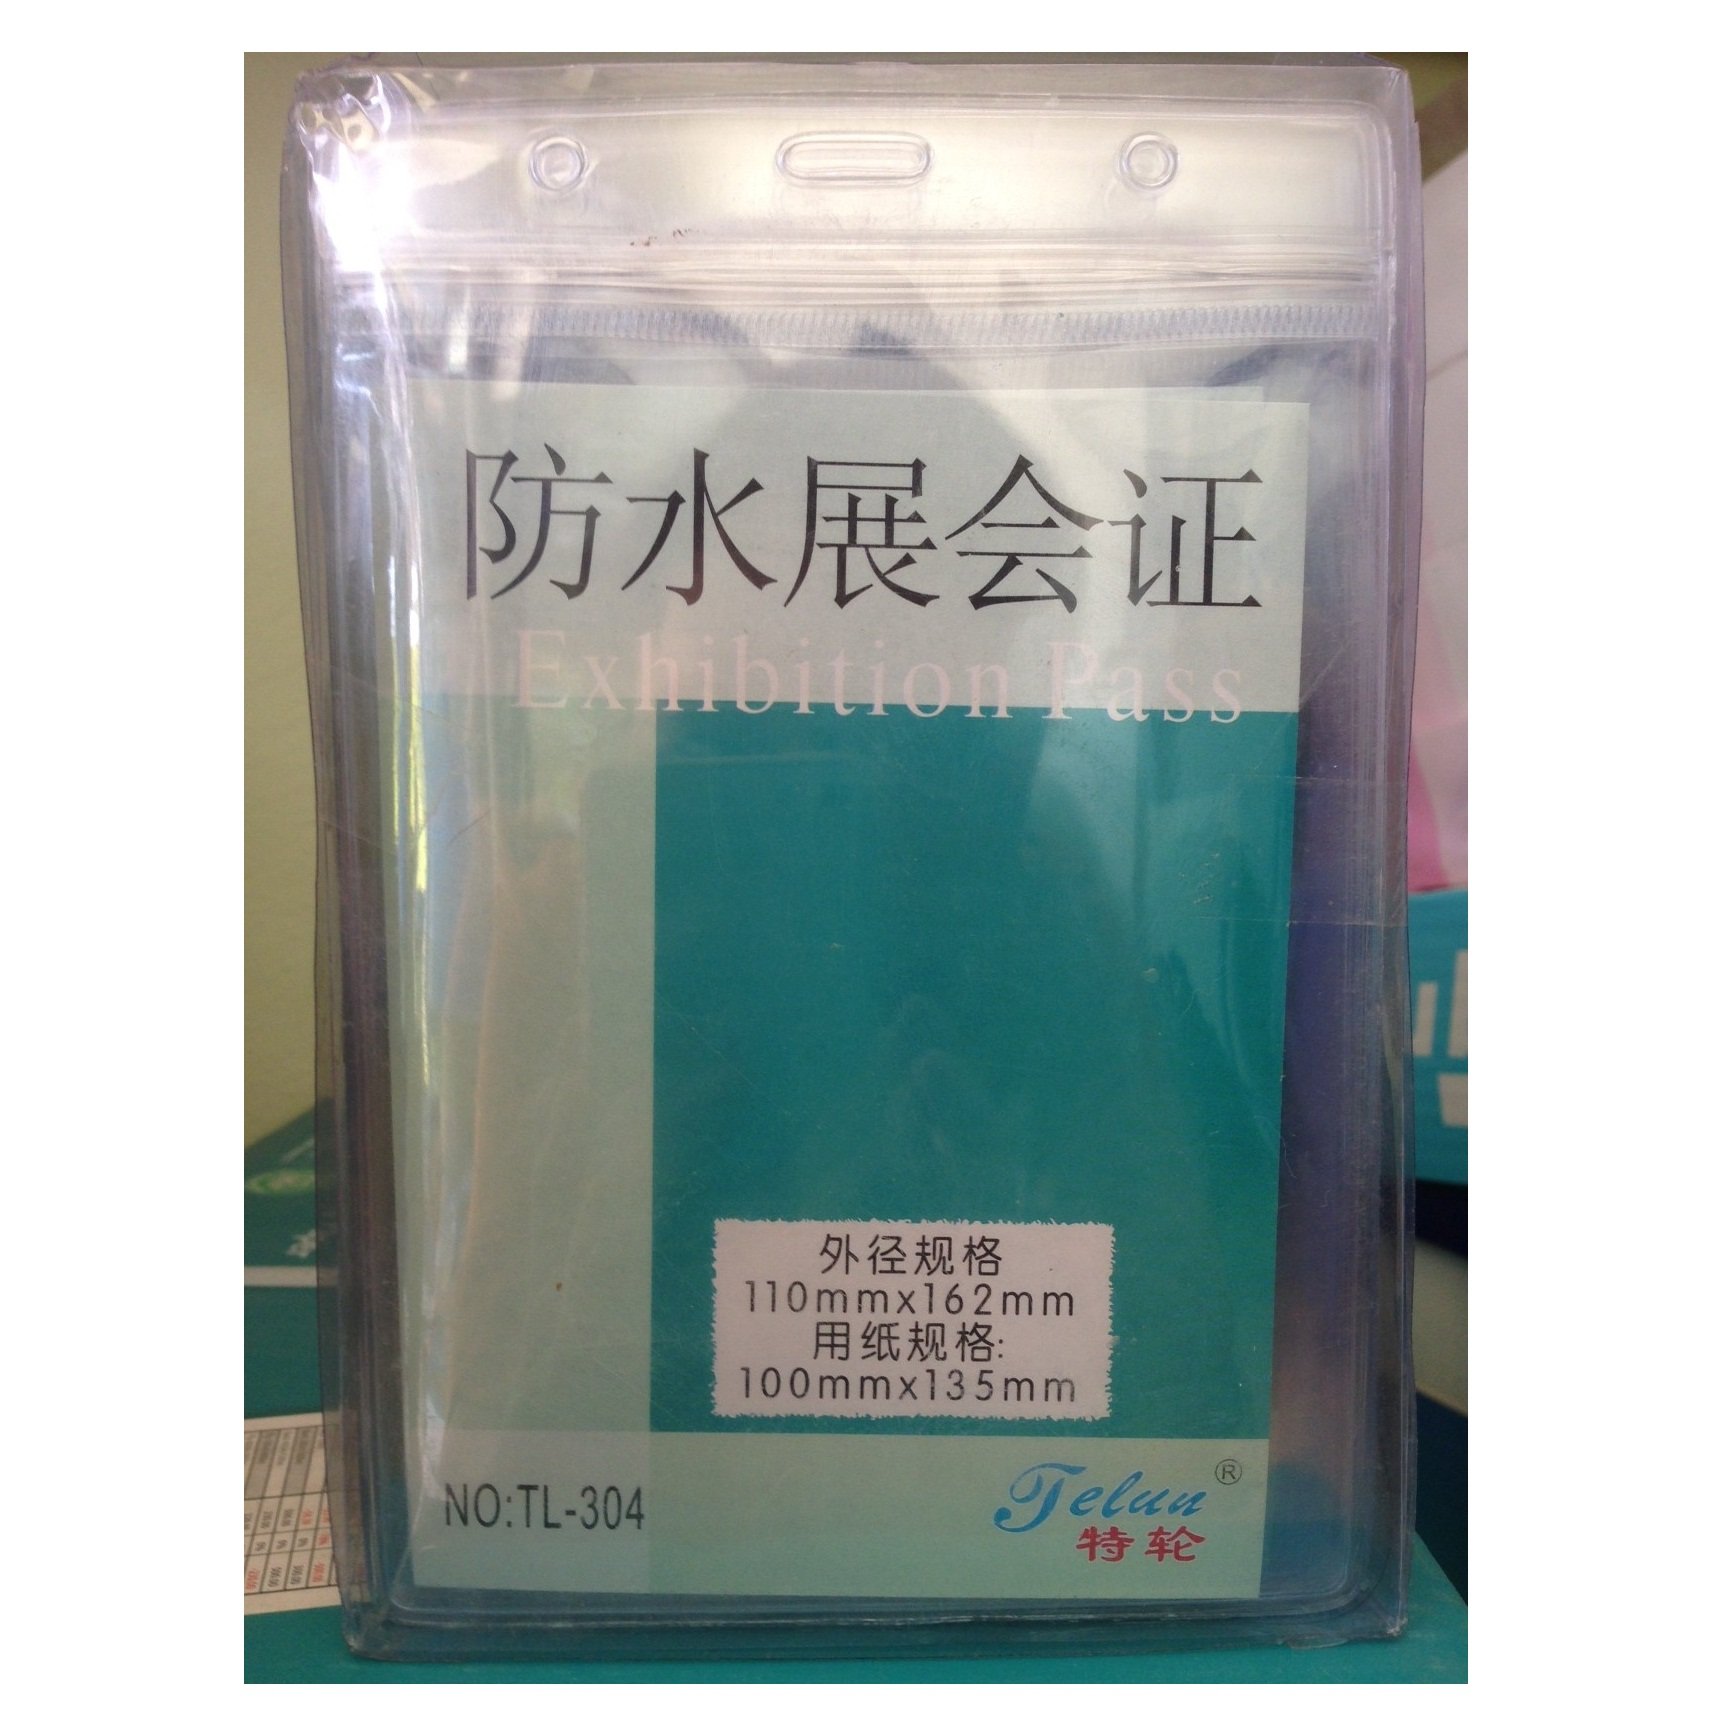 防水展会证
Exhibition Pass
外径规格
110mmx162mm
用纸规格:
100mmx135mm
NO:TL-304
Telun®
特轮